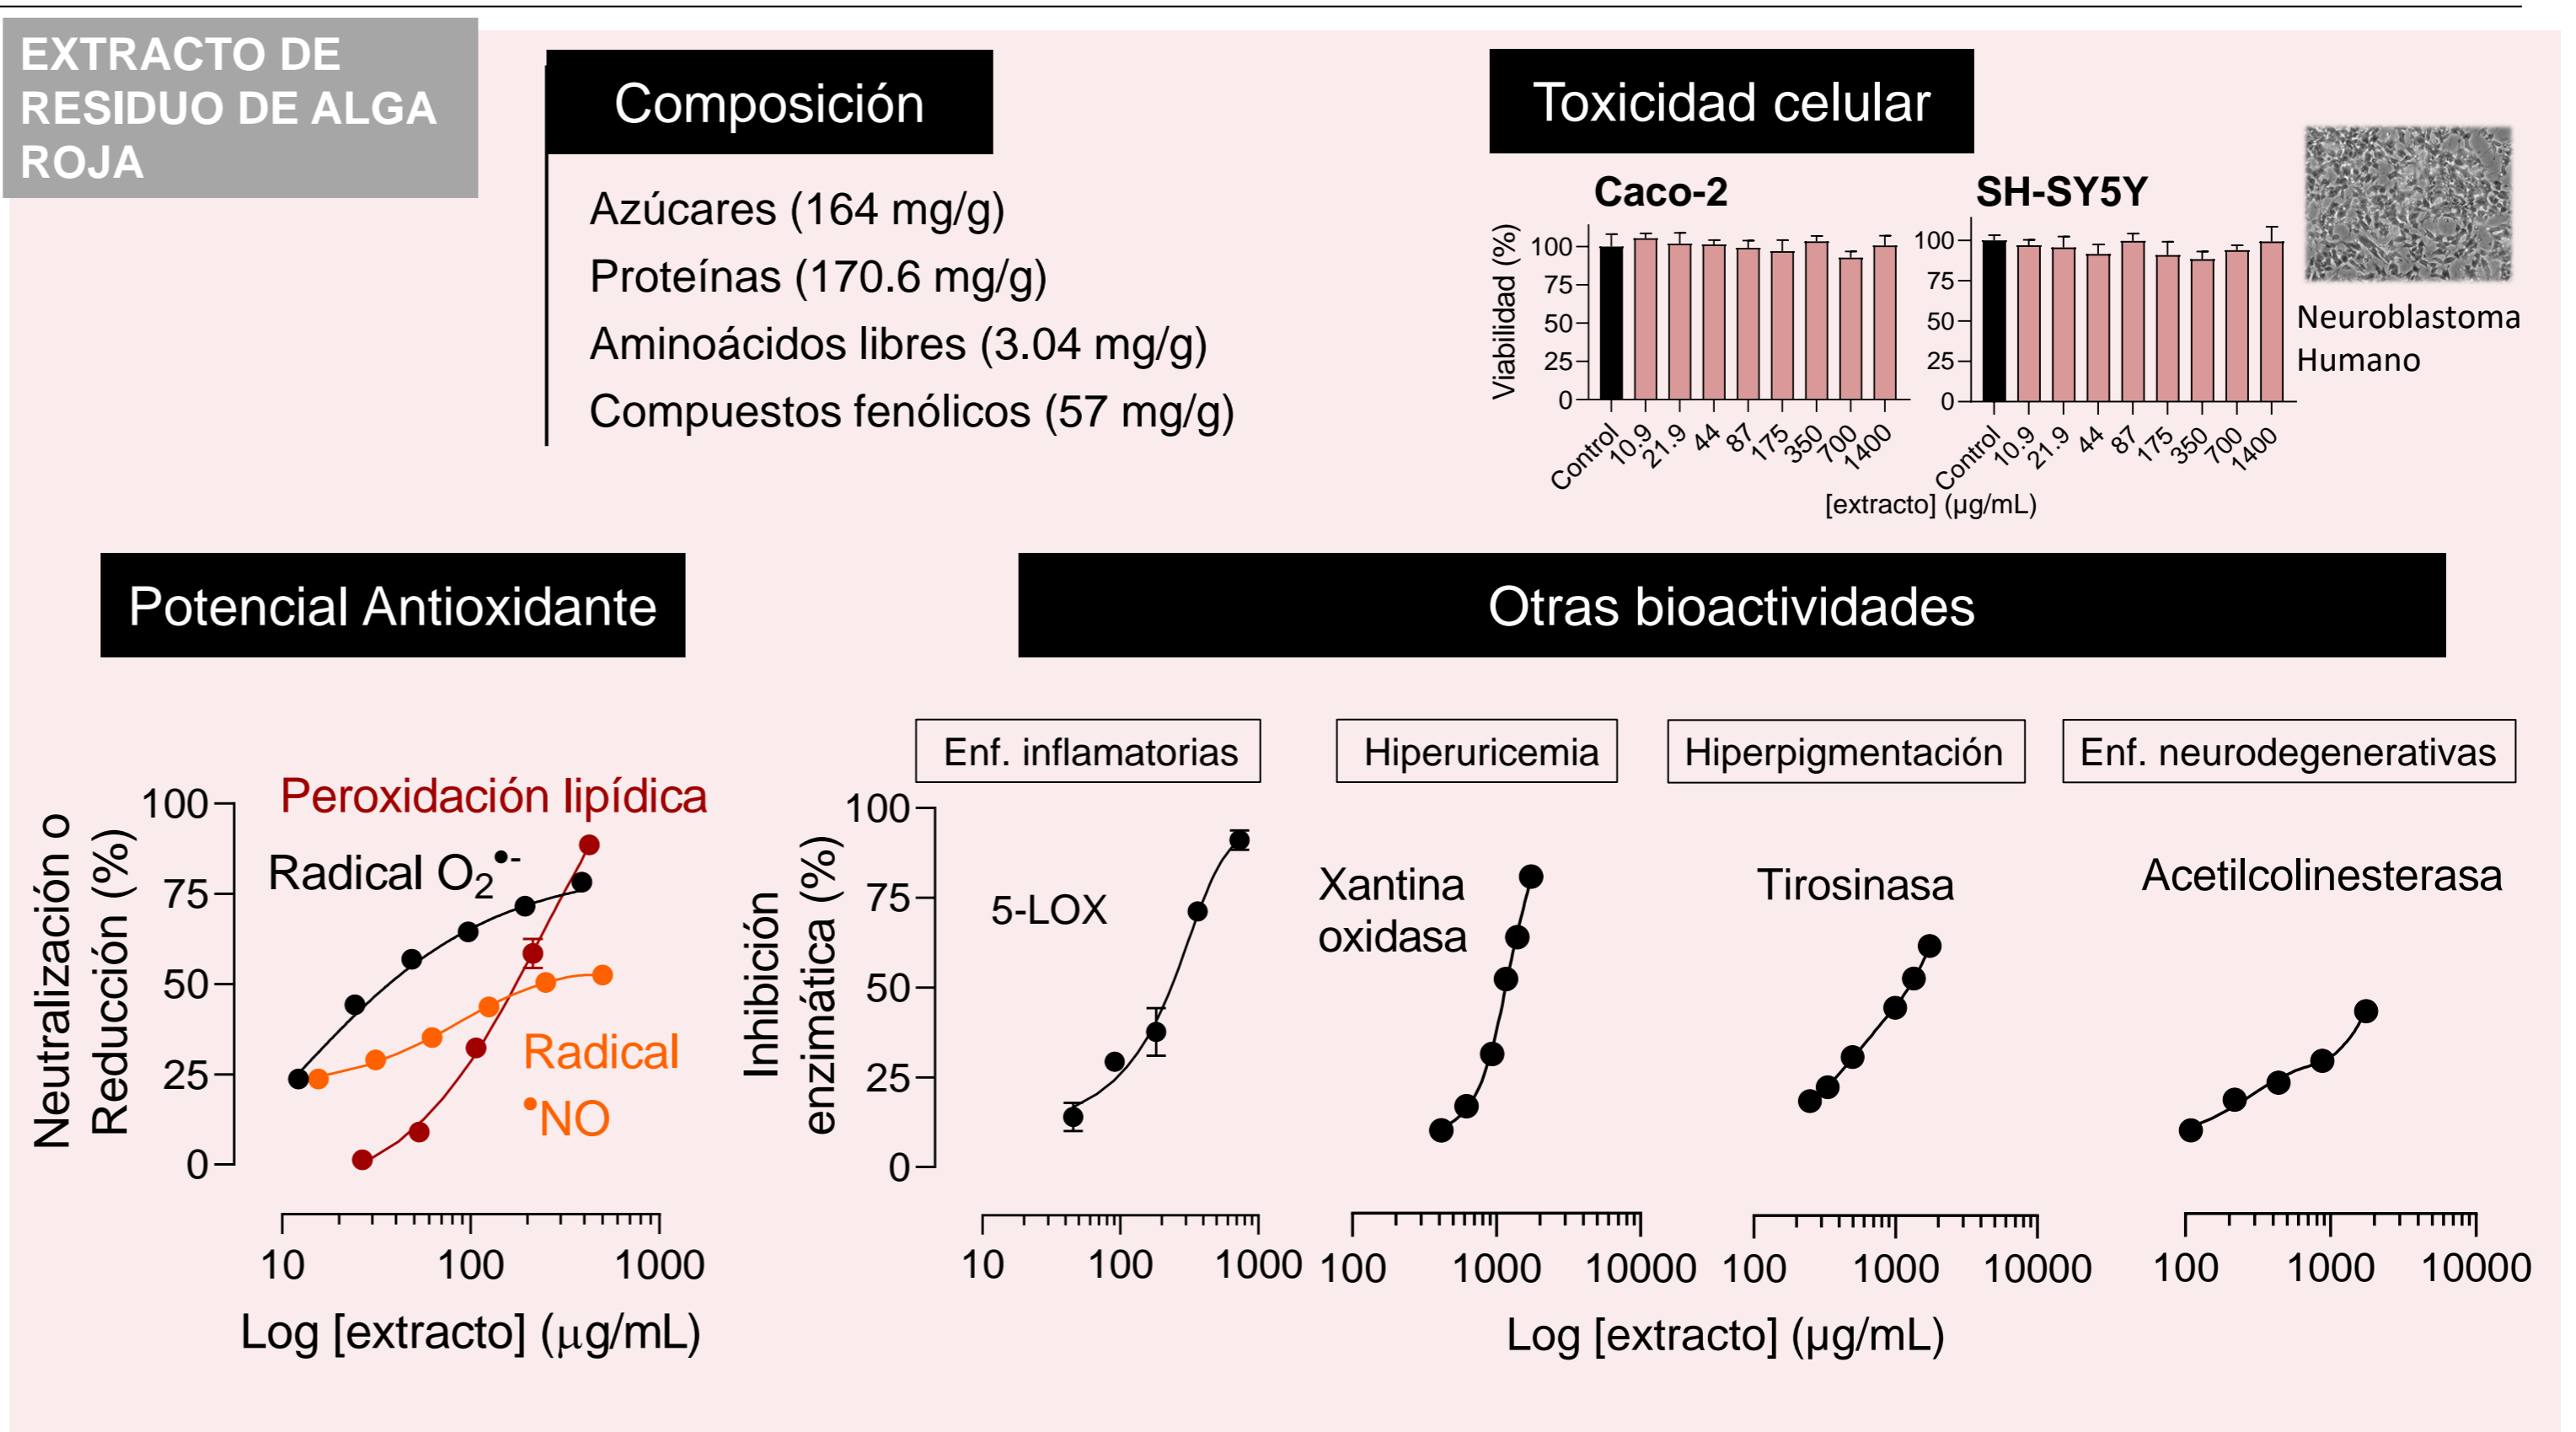 EXTRACTO DE
RESIDUO DE ALGA
ROJA
Composición
Azúcares (164 mg/g)
Proteínas (170.6 mg/g)
Aminoácidos libres (3.04 mg/g)
Compuestos fenólicos (57 mg/g)
Toxicidad celular
Caco-2
Viabilidad (%)
100
75
50
25
0
Control 10.9 21.9 44 87 175 350 700 1400
SH-SY5Y
100
75
50
25
0
Control 10.9 21.9 44 87 175 350 700 1400
[extracto] (µg/mL)
Neuroblastoma
Humano
Potencial Antioxidante
Neutralización o
Reducción (%)
100
75
50
25
0
Peroxidación lipídica
Radical O₂•-
Radical
•NO
10 100 1000
Log [extracto] (µg/mL)
Otras bioactividades
Enf. inflamatorias
Hiperuricemia
Hiperpigmentación
Enf. neurodegenerativas
Inhibición
enzimática (%)
100
75
50
25
0
5-LOX
Xantina
oxidasa
Tirosinasa
Acetilcolinesterasa
10 100 1000
100 1000 10000
100 1000 10000
100 1000 10000
Log [extracto] (µg/mL)